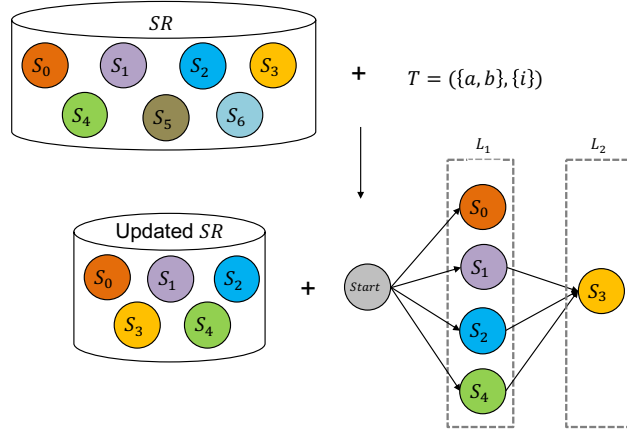 SR
S₀ S₁ S₂ S₃
+ T = ({a, b}, {i})
S₄ S₅ S₆
L₁ L₂
S₀
Updated SR
S₀ S₁ S₂
+ Start
S₁
S₃
S₃ S₄
S₂
S₄